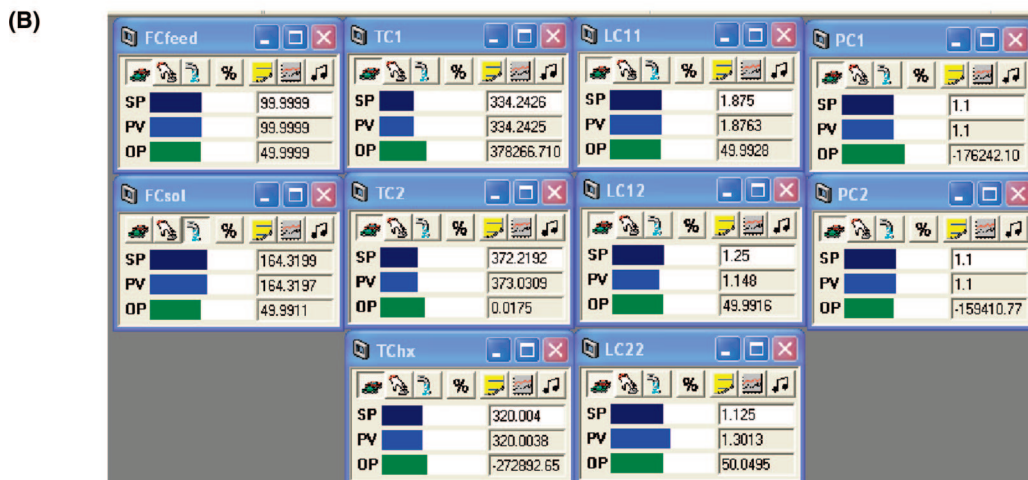 (B)
FCfeed
%
SP 99.9999
PV 99.9999
OP 49.9999
TC1
%
SP 334.2426
PV 334.2425
OP 378266.710
LC11
%
SP 1.875
PV 1.8763
OP 49.9928
PC1
%
SP 1.1
PV 1.1
OP -176242.10
FCsol
%
SP 164.3199
PV 164.3197
OP 49.9911
TC2
%
SP 372.2192
PV 373.0309
OP 0.0175
LC12
%
SP 1.25
PV 1.148
OP 49.9916
PC2
%
SP 1.1
PV 1.1
OP -159410.77
TChx
%
SP 320.004
PV 320.0038
OP -272892.65
LC22
%
SP 1.125
PV 1.3013
OP 50.0495